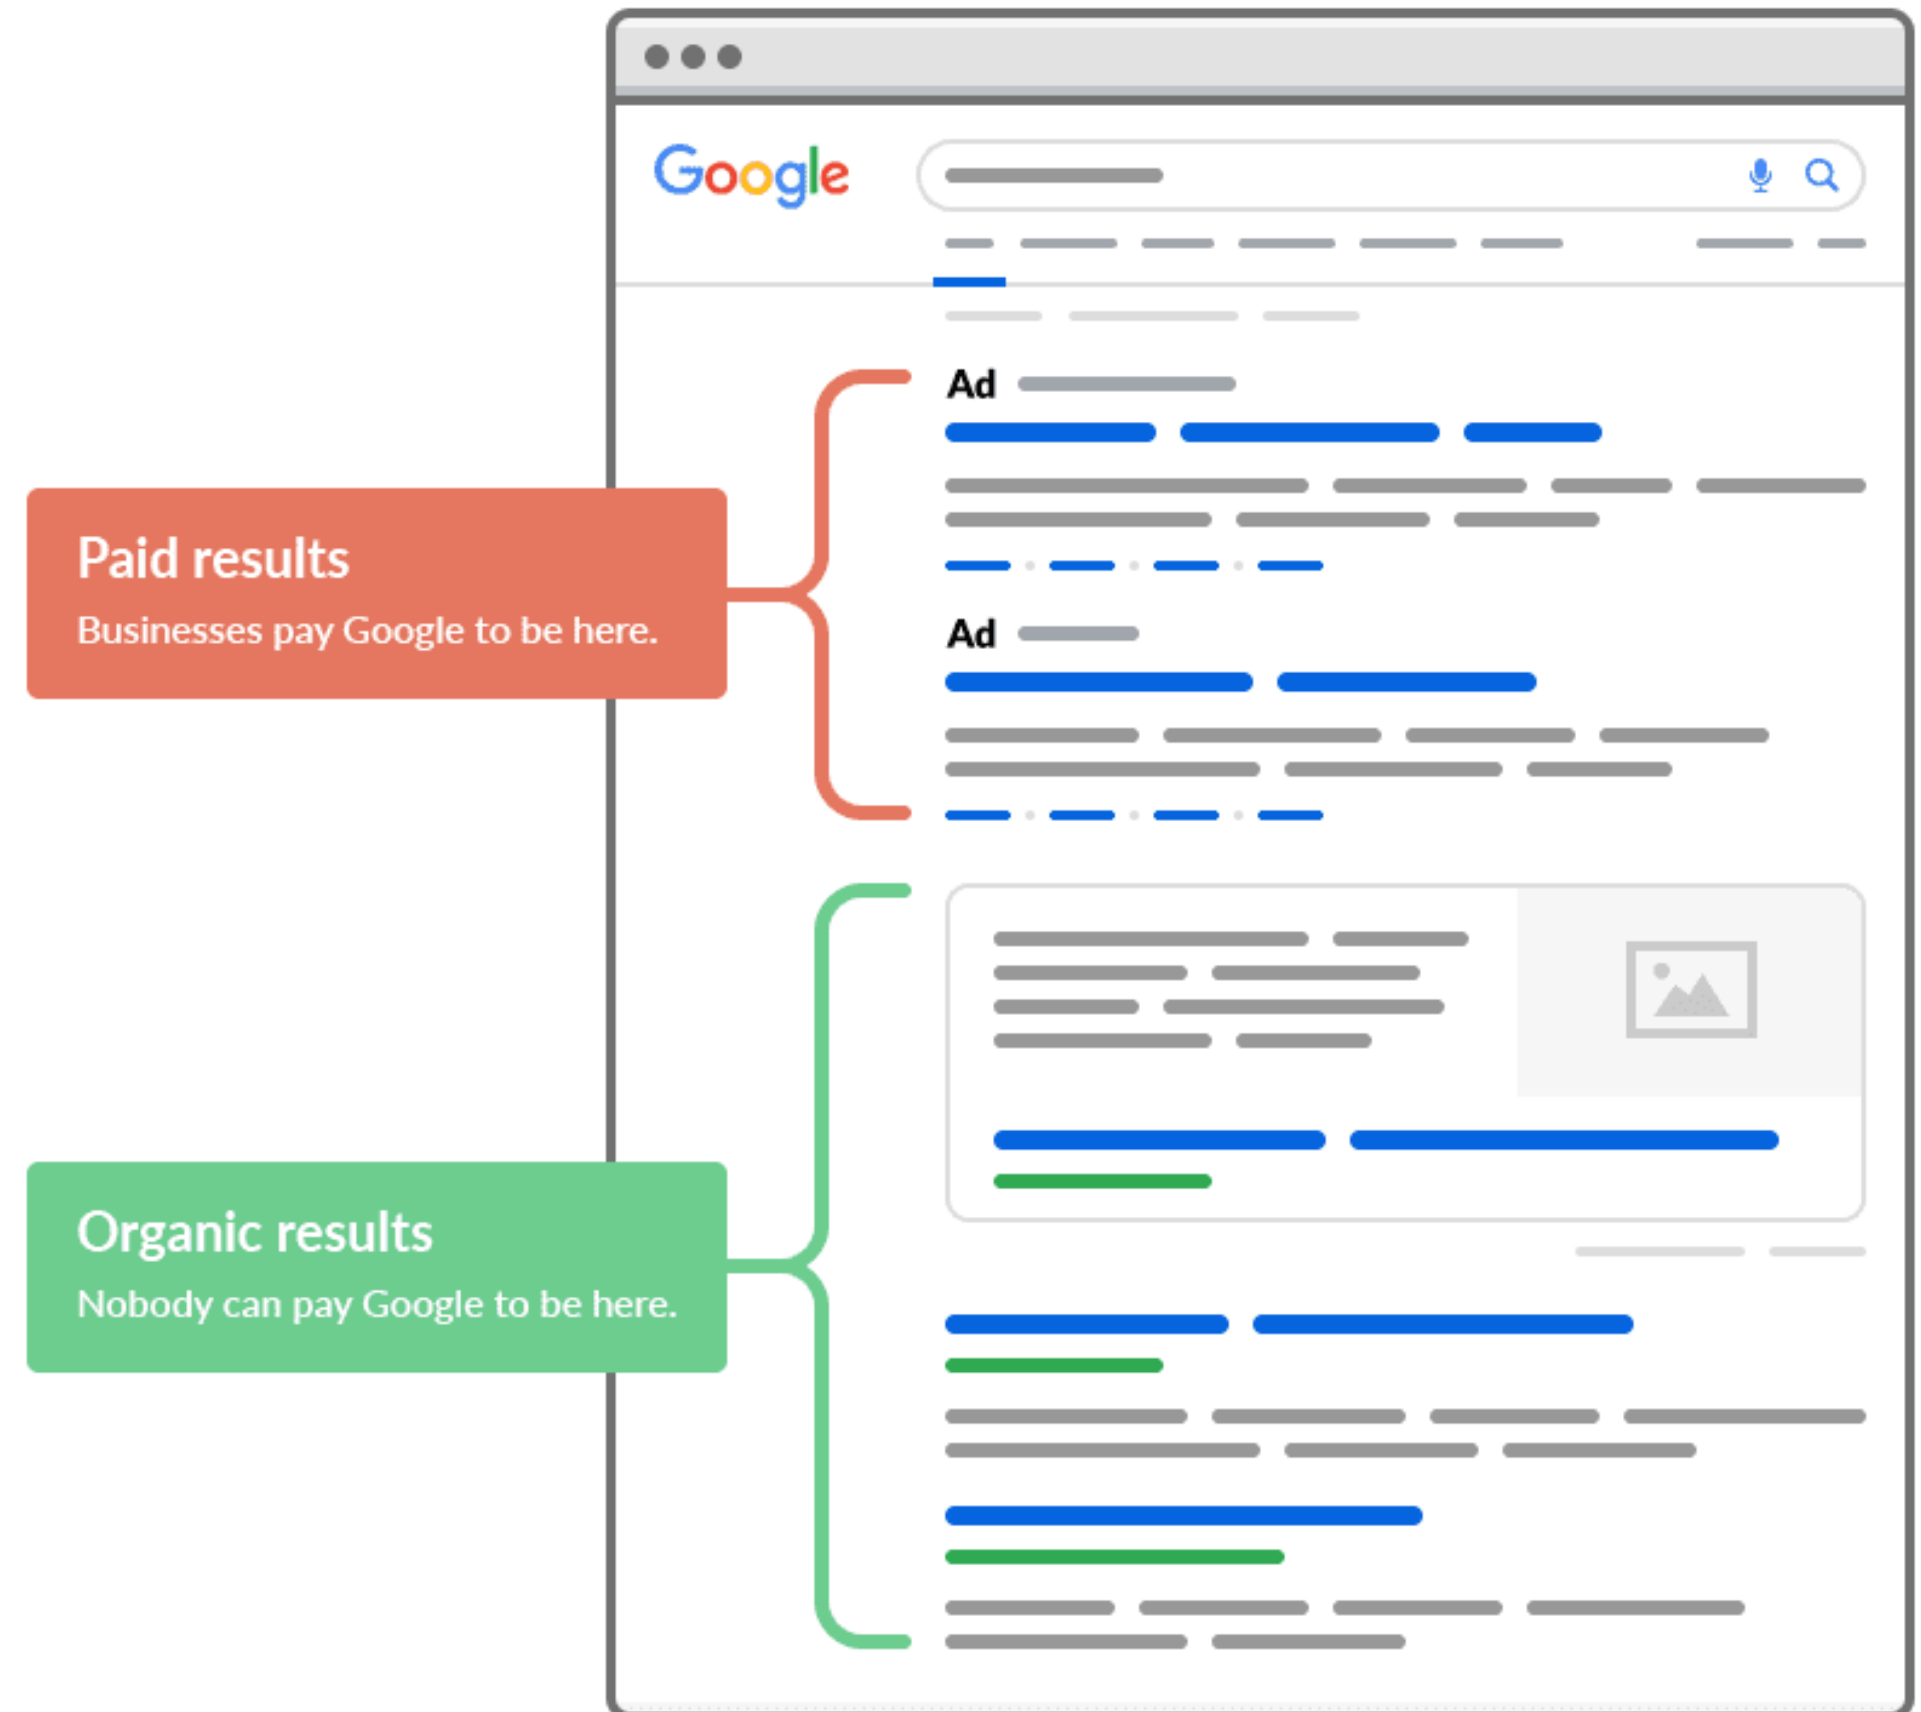 Google
Ad
Paid results
Businesses pay Google to be here.
Ad
Organic results
Nobody can pay Google to be here.